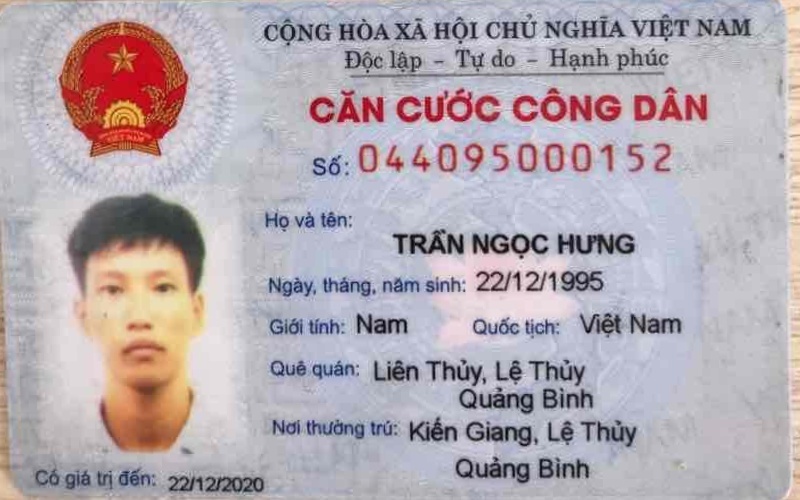 CỘNG HÒA XÃ HỘI CHỦ NGHĨA VIỆT NAM
Độc lập - Tự do - Hạnh phúc
CĂN CƯỚC CÔNG DÂN
Số: 044095000152
Họ và tên:
TRẦN NGỌC HƯNG
Ngày, tháng, năm sinh: 22/12/1995
Giới tính: Nam Quốc tịch: Việt Nam
Quê quán: Liên Thủy, Lệ Thủy
Quảng Bình
Nơi thường trú: Kiến Giang, Lệ Thủy
Quảng Bình
Có giá trị đến: 22/12/2020